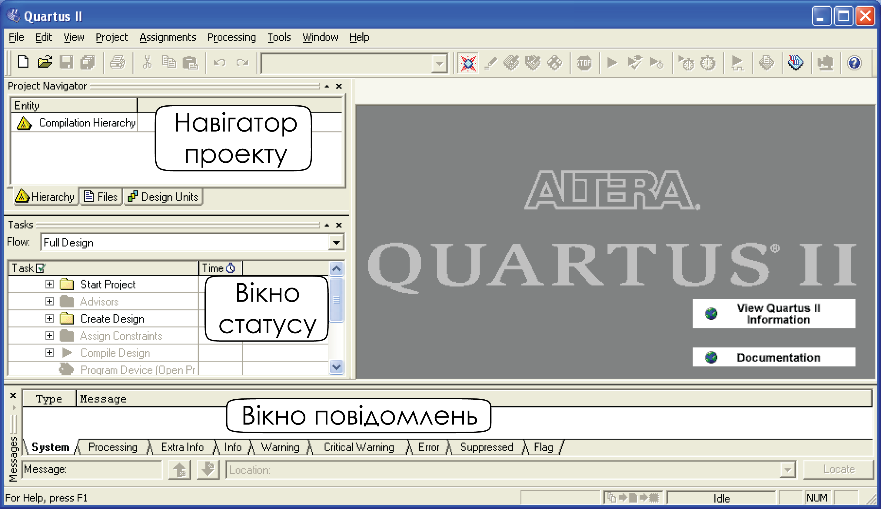 Quartus II
File Edit View Project Assignments Processing Tools Window Help
Project Navigator
Entity
Compilation Hierarchy
Навігатор
проекту
Hierarchy Files Design Units
Tasks
Flow: Full Design
Task Time
Start Project
Advisors
Create Design
Assign Constraints
Compile Design
Program Device (Open Pr
Вікно
статусу
ALTERA.
QUARTUS® II
View Quartus II
Information
Documentation
Type Message
Вікно повідомлень
System Processing Extra Info Info Warning Critical Warning Error Suppressed Flag
Messages
Message: Location: Locate
For Help, press F1 Idle NUM